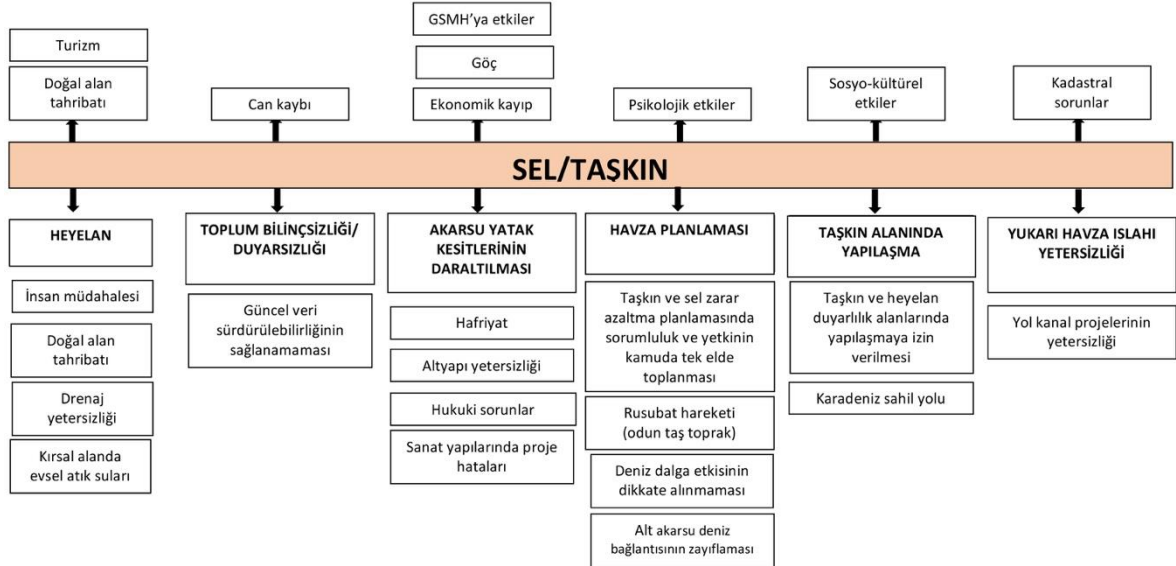 GSMH'ya etkiler
Turizm
Göç
Doğal alan
tahribatı
Can kaybı
Ekonomik kayıp
Psikolojik etkiler
Sosyo-kültürel
etkiler
Kadastral
sorunlar
SEL/TAŞKIN
HEYELAN
İnsan müdahalesi
Doğal alan
tahribatı
Drenaj
yetersizliği
Kırsal alanda
evsel atık suları
TOPLUM BİLİNÇSİZLİĞİ/
DUYARSIZLIĞI
Güncel veri
sürdürülebilirliğinin
sağlanamaması
AKARSU YATAK
KESİTLERİNİN
DARALTILMASI
Hafriyat
Altyapı yetersizliği
Hukuki sorunlar
Sanat yapılarında proje
hataları
HAVZA PLANLAMASI
Taşkın ve sel zarar
azaltma planlamasında
sorumluluk ve yetkinin
kamuda tek elde
toplanması
Rusubat hareketi
(odun taş toprak)
Deniz dalga etkisinin
dikkate alınmaması
Alt akarsu deniz
bağlantısının zayıflaması
TAŞKIN ALANINDA
YAPILAŞMA
Taşkın ve heyelan
duyarlılık alanlarında
yapılaşmaya izin
verilmesi
Karadeniz sahil yolu
YUKARI HAVZA ISLAHI
YETERSİZLİĞİ
Yol kanal projelerinin
yetersizliği